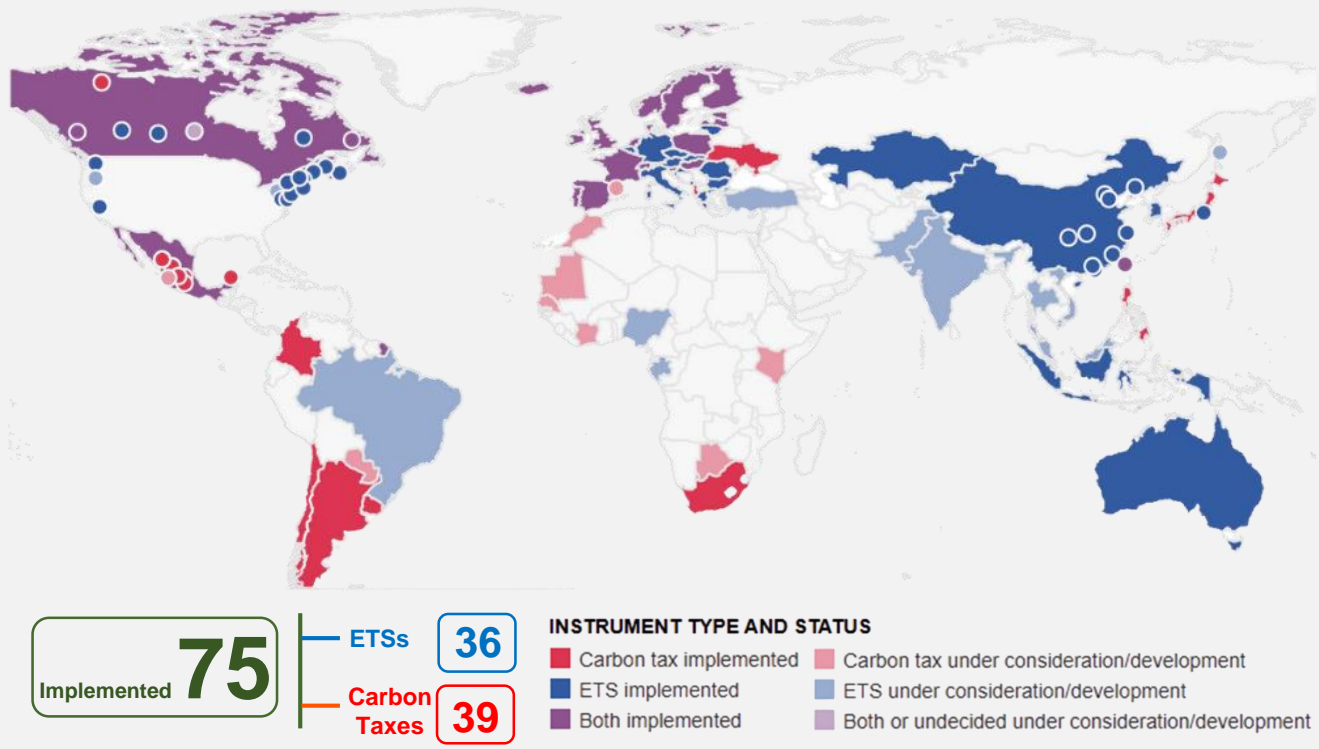 Implemented 75
ETSs 36
Carbon
Taxes 39
INSTRUMENT TYPE AND STATUS
Carbon tax implemented
Carbon tax under consideration/development
ETS implemented
ETS under consideration/development
Both implemented
Both or undecided under consideration/development